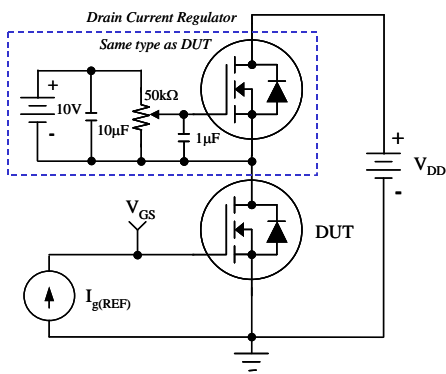 Drain Current Regulator
Same type as DUT
+
10V
-
10μF
50kΩ
1μF
+
V_DD
-
V_GS
DUT
I_g(REF)